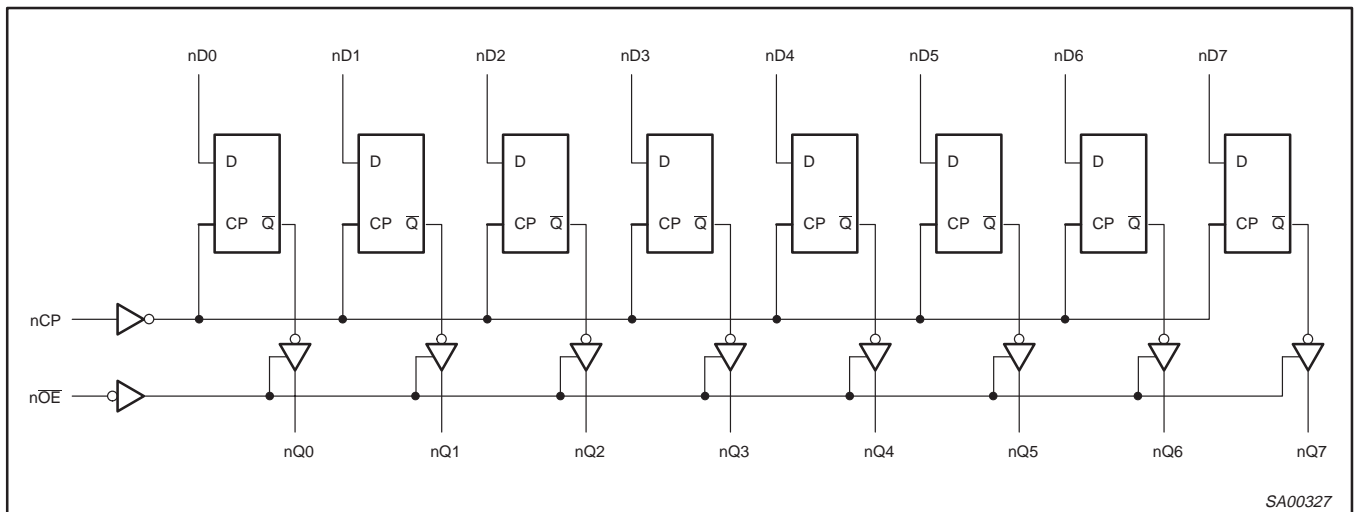 nD0 nD1 nD2 nD3 nD4 nD5 nD6 nD7
D D D D D D D D
CP Q̅ CP Q̅ CP Q̅ CP Q̅ CP Q̅ CP Q̅ CP Q̅ CP Q̅
nCP
nO̅E̅
nQ0 nQ1 nQ2 nQ3 nQ4 nQ5 nQ6 nQ7
SA00327